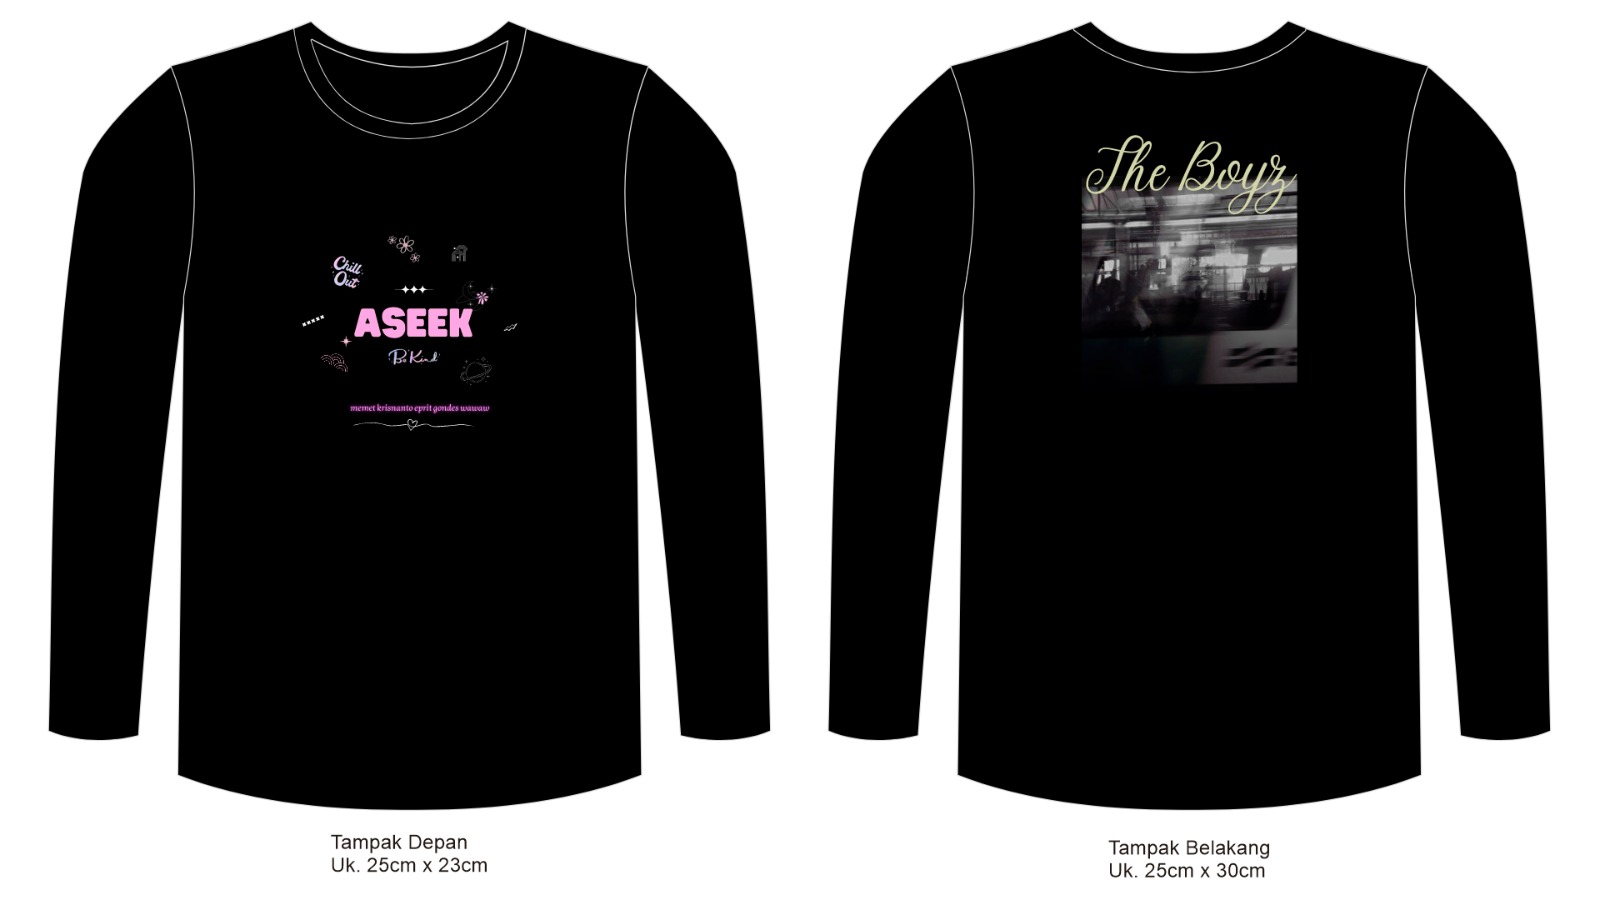 Chill
Out
ASEEK
Be Kind
memet krisnanto eprit gondes wawaw
The Boyz
Tampak Depan
Uk. 25cm x 23cm
Tampak Belakang
Uk. 25cm x 30cm